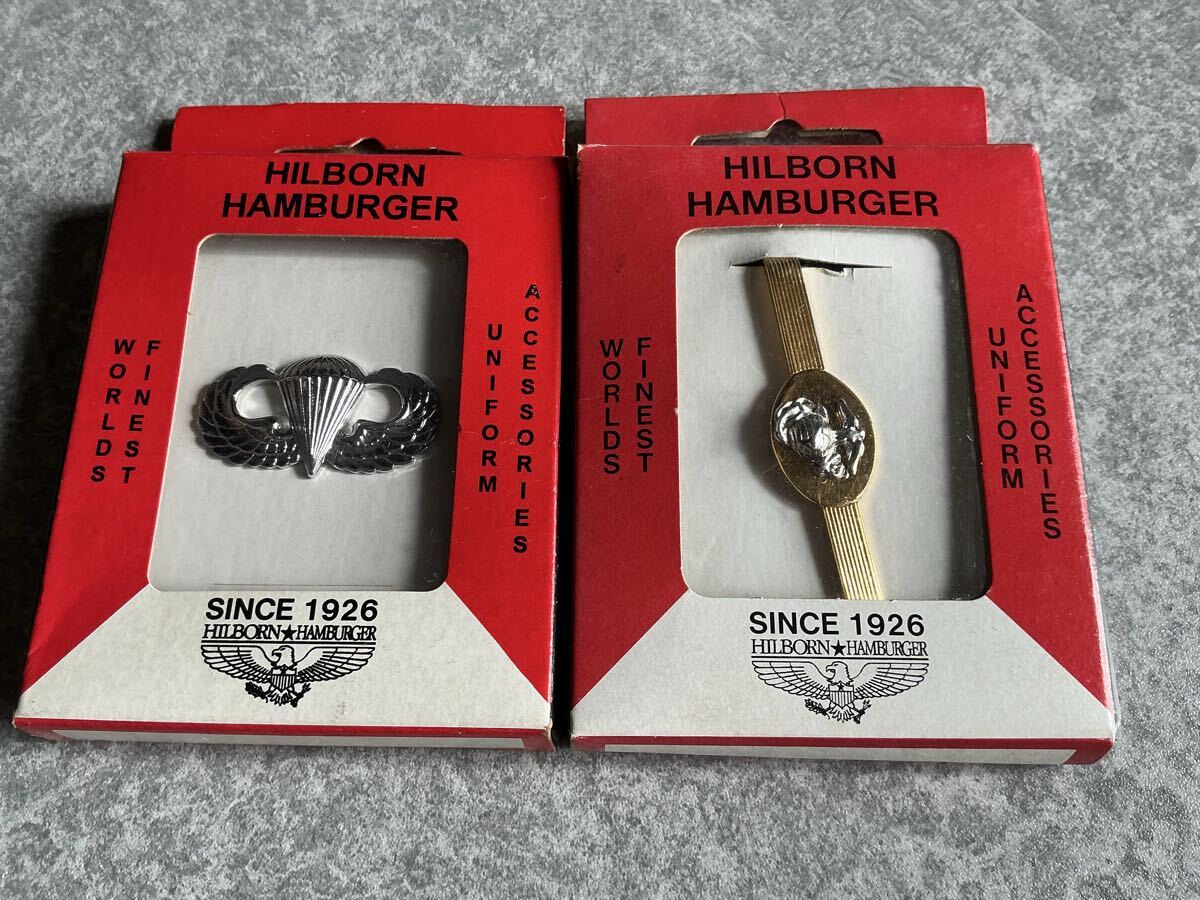 HILBORN
HAMBURGER
WORLDS
FINEST
UNIFORM
ACCESSORIES
SINCE 1926
HILBORN★HAMBURGER
HILBORN
HAMBURGER
WORLDS
FINEST
UNIFORM
ACCESSORIES
SINCE 1926
HILBORN★HAMBURGER